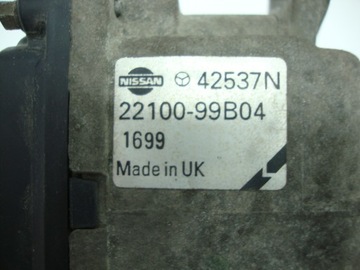 NISSAN 42537N
22100-99B04
1699
Made in UK
L